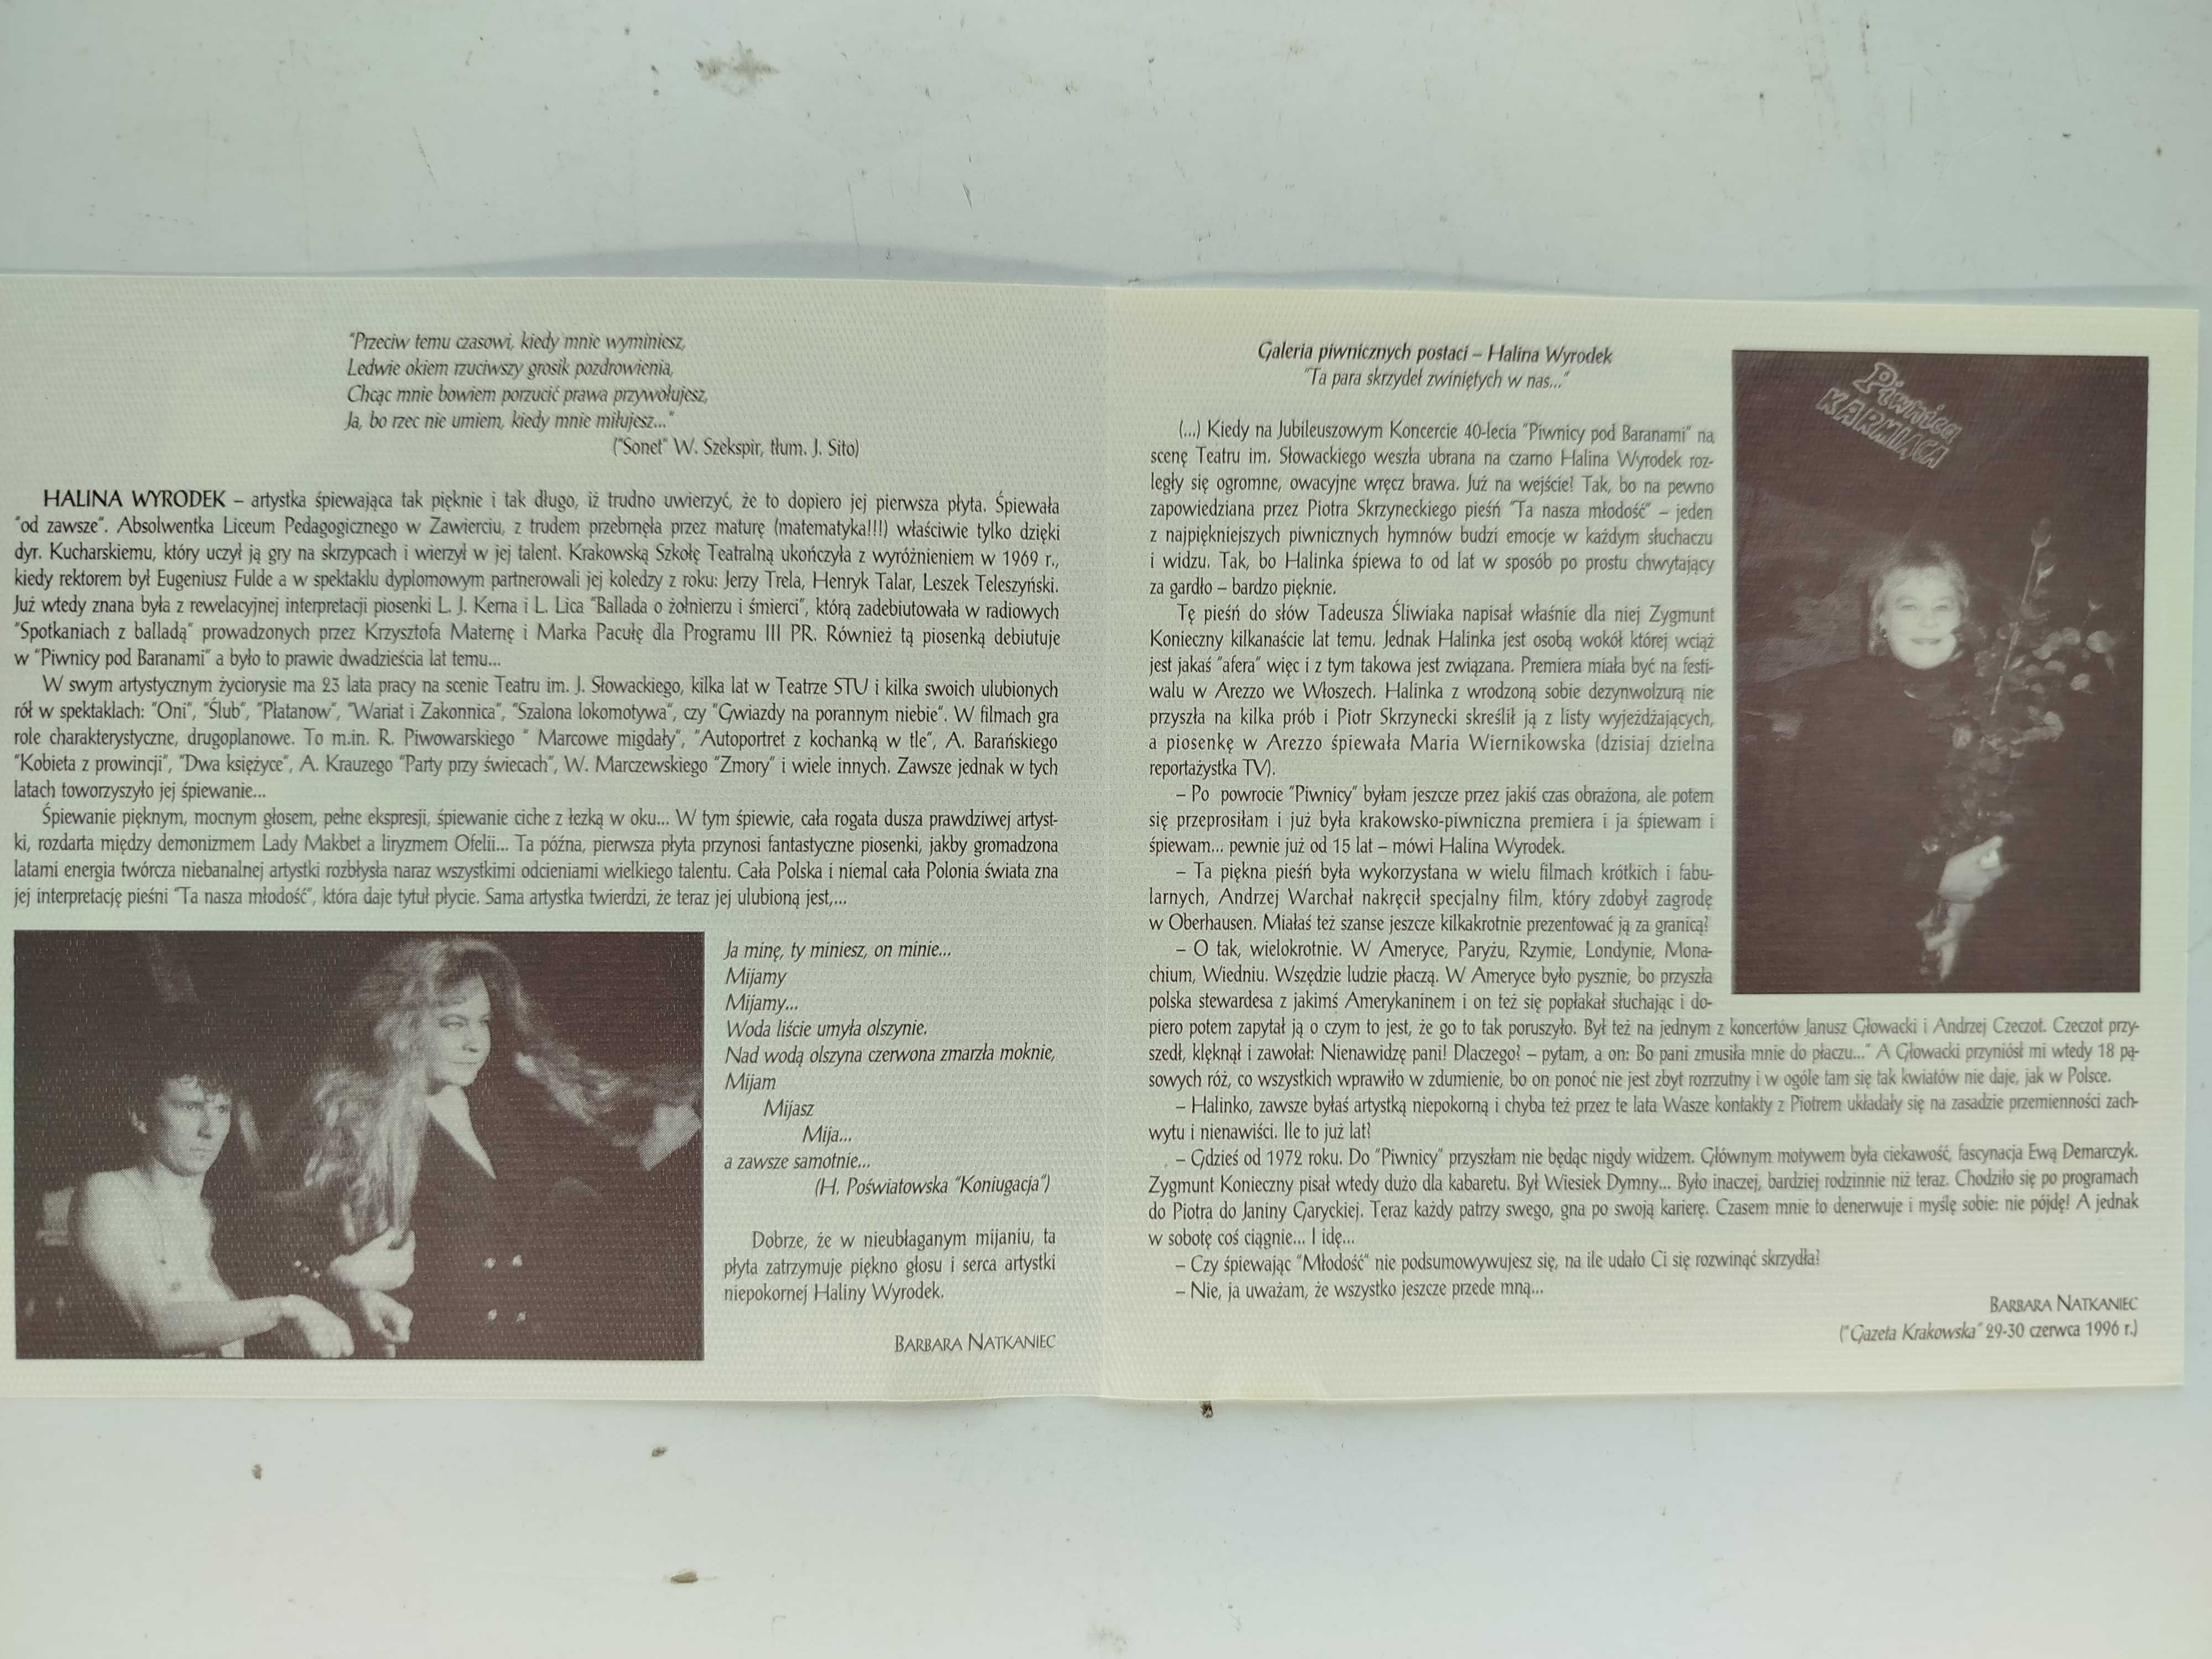 "Przeciw temu czasowi, kiedy mnie wyminiesz,
Ledwie okiem rzuciwszy grosik pozdrowienia,
Chcąc mnie bowiem porzucić prawa przywołujesz,
Ja, bo rzec nie umiem, kiedy mnie miłujesz..."
("Sonet" W. Szekspir, tłum. J. Sito)
HALINA WYRODEK – artystka śpiewająca tak pięknie i tak długo, iż trudno uwierzyć, że to dopiero jej pierwsza płyta. Śpiewała
"od zawsze". Absolwentka Liceum Pedagogicznego w Zawierciu, z trudem przebrnęła przez maturę (matematyka!!!) właściwie tylko dzięki
dyr. Kucharskiemu, który uczył ją gry na skrzypcach i wierzył w jej talent. Krakowską Szkołę Teatralną ukończyła z wyróżnieniem w 1969 r.,
kiedy rektorem był Eugeniusz Fulde a w spektaklu dyplomowym partnerowali jej koledzy z roku: Jerzy Trela, Henryk Talar, Leszek Teleszyński.
Już wtedy znana była z rewelacyjnej interpretacji piosenki L. J. Kerna i L. Lica "Ballada o żołnierzu i śmierci", którą zadebiutowała w radiowych
"Spotkaniach z balladą" prowadzonych przez Krzysztofa Maternę i Marka Pacułę dla Programu III PR. Również tą piosenką debiutuje
w "Piwnicy pod Baranami" a było to prawie dwadzieścia lat temu...
W swym artystycznym życiorysie ma 23 lata pracy na scenie Teatru im. J. Słowackiego, kilka lat w Teatrze STU i kilka swoich ulubionych
rół w spektaklach: "Oni", "Ślub", "Płatanow", "Wariat i Zakonnica", "Szalona lokomotywa", czy "Gwiazdy na porannym niebie". W filmach gra
role charakterystyczne, drugoplanowe. To m.in. R. Piwowarskiego " Marcowe migdały", "Autoportret z kochanką w tle", A. Barańskiego
"Kobieta z prowincji", "Dwa księżyce", A. Krauzego "Party przy świecach", W. Marczewskiego "Zmory" i wiele innych. Zawsze jednak w tych
latach toworzyszyło jej śpiewanie...
Śpiewanie pięknym, mocnym głosem, pełne ekspresji, śpiewanie ciche z łezką w oku... W tym śpiewie, cała rogata dusza prawdziwej artyst-
ki, rozdarta między demonizmem Lady Makbet a liryzmem Ofelii... Ta późna, pierwsza płyta przynosi fantastyczne piosenki, jakby gromadzona
latami energia twórcza niebanalnej artystki rozbłysła naraz wszystkimi odcieniami wielkiego talentu. Cała Polska i niemal cała Polonia świata zna
jej interpretację pieśni "Ta nasza młodość", która daje tytuł płycie. Sama artystka twierdzi, że teraz jej ulubioną jest,...
Ja minę, ty miniesz, on minie...
Mijamy
Mijamy...
Woda liście umyła olszynie.
Nad wodą olszyna czerwona zmarzła moknie,
Mijam
Mijasz
Mija...
a zawsze samotnie...
(H. Poświatowska "Koniugacja")
Dobrze, że w nieubłaganym mijaniu, ta
płyta zatrzymuje piękno głosu i serca artystki
niepokornej Haliny Wyrodek.
BARBARA NATKANIEC
Galeria piwnicznych postaci – Halina Wyrodek
"Ta para skrzydeł zwiniętych w nas..."
(...) Kiedy na Jubileuszowym Koncercie 40-lecia "Piwnicy pod Baranami" na
scenę Teatru im. Słowackiego weszła ubrana na czarno Halina Wyrodek roz-
legły się ogromne, owacyjne wręcz brawa. Już na wejście! Tak, bo na pewno
zapowiedziana przez Piotra Skrzyneckiego pieśń "Ta nasza młodość" – jeden
z najpiękniejszych piwnicznych hymnów budzi emocje w każdym słuchaczu
i widzu. Tak, bo Halinka śpiewa to od lat w sposób po prostu chwytający
za gardło – bardzo pięknie.
Tę pieśń do słów Tadeusza Śliwiaka napisał właśnie dla niej Zygmunt
Konieczny kilkanaście lat temu. Jednak Halinka jest osobą wokół której wciąż
jest jakaś "afera" więc i z tym takowa jest związana. Premiera miała być na festi-
walu w Arezzo we Włoszech. Halinka z wrodzoną sobie dezynwolzurą nie
przyszła na kilka prób i Piotr Skrzynecki skreślił ją z listy wyjeżdżających,
a piosenkę w Arezzo śpiewała Maria Wiernikowska (dzisiaj dzielna
reportażystka TV).
– Po powrocie "Piwnicy" byłam jeszcze przez jakiś czas obrażona, ale potem
się przeprosiłam i już była krakowsko-piwniczna premiera i ja śpiewam i
śpiewam... pewnie już od 15 lat – mówi Halina Wyrodek.
– Ta piękna pieśń była wykorzystana w wielu filmach krótkich i fabu-
larnych, Andrzej Warchał nakręcił specjalny film, który zdobył zagrodę
w Oberhausen. Miałaś też szanse jeszcze kilkakrotnie prezentować ją za granicą?
– O tak, wielokrotnie. W Ameryce, Paryżu, Rzymie, Londynie, Mona-
chium, Wiedniu. Wszędzie ludzie płaczą. W Ameryce było pysznie, bo przyszła
polska stewardesa z jakimś Amerykaninem i on też się popłakał słuchając i do-
piero potem zapytał ją o czym to jest, że go to tak poruszyło. Był też na jednym z koncertów Janusz Głowacki i Andrzej Czeczot. Czeczot przy-
szedł, klęknął i zawołał: Nienawidzę pani! Dlaczego? – pytam, a on: Bo pani zmusiła mnie do płaczu..." A Głowacki przyniósł mi wtedy 18 pą-
sowych róż, co wszystkich wprawiło w zdumienie, bo on ponoć nie jest zbyt rozrzutny i w ogóle tam się tak kwiatów nie daje, jak w Polsce.
– Halinko, zawsze byłaś artystką niepokorną i chyba też przez te lata Wasze kontakty z Piotrem układały się na zasadzie przemienności zach-
wytu i nienawiści. Ile to już lat?
– Gdzieś od 1972 roku. Do "Piwnicy" przyszłam nie będąc nigdy widzem. Głównym motywem była ciekawość, fascynacja Ewą Demarczyk.
Zygmunt Konieczny pisał wtedy dużo dla kabaretu. Był Wiesiek Dymny... Było inaczej, bardziej rodzinnie niż teraz. Chodziło się po programach
do Piotra do Janiny Garyckiej. Teraz każdy patrzy swego, gna po swoją karierę. Czasem mnie to denerwuje i myślę sobie: nie pójdę! A jednak
w sobotę coś ciągnie... I idę...
– Czy śpiewając "Młodość" nie podsumowywujesz się, na ile udało Ci się rozwinąć skrzydła?
– Nie, ja uważam, że wszystko jeszcze przede mną...
BARBARA NATKANIEC
("Gazeta Krakowska" 29-30 czerwca 1996 r.)
Piwnica
KARMIĄCA